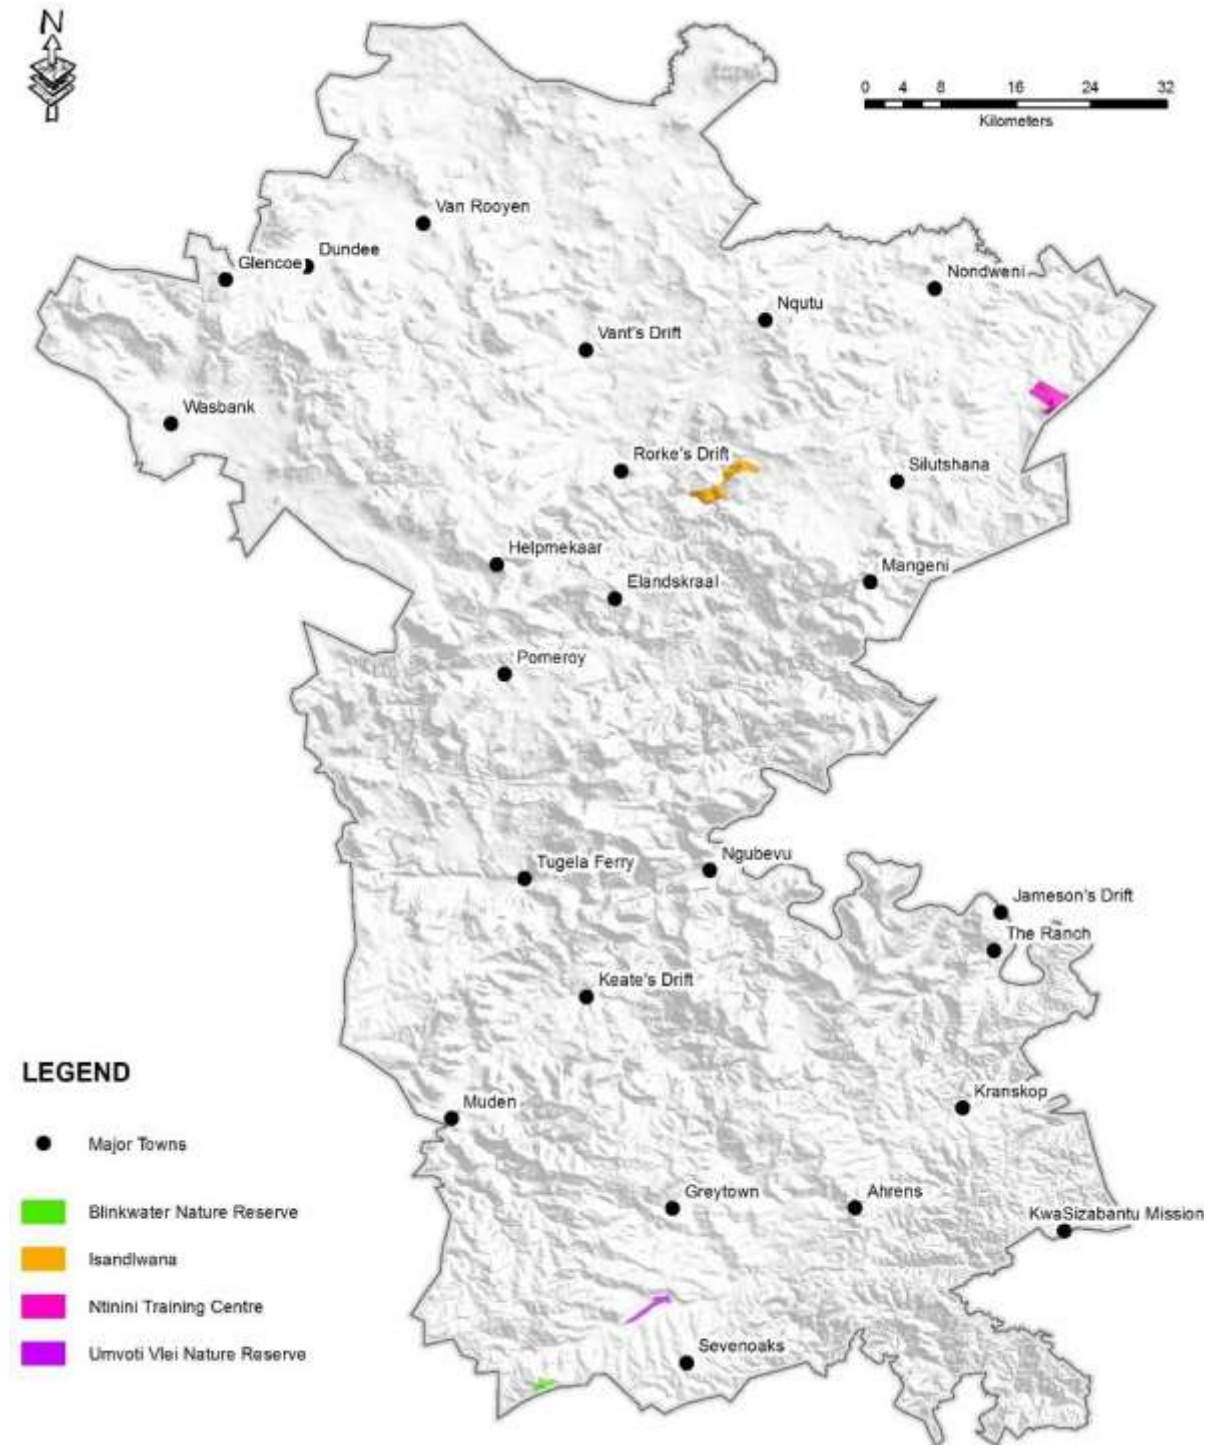 N
0 4 8 16 24 32
Kilometers
Van Rooyen
Dundee
Glencoe
Nondweni
Nqutu
Vant's Drift
Wasbank
Rorke's Drift
Silutshana
Helpmekaar
Mangeni
Elandskraal
Pomeroy
Tugela Ferry
Ngubevu
Jameson's Drift
The Ranch
Keate's Drift
Kranskop
Muden
Greytown
Ahrens
KwaSizabantu Mission
Sevenoaks
LEGEND
Major Towns
Blinkwater Nature Reserve
Isandlwana
Ntinini Training Centre
Umvoti Vlei Nature Reserve